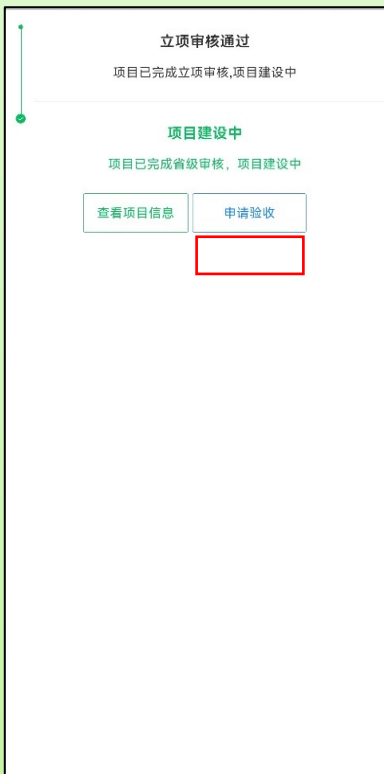 立项审核通过
项目已完成立项审核,项目建设中
项目建设中
项目已完成省级审核，项目建设中
查看项目信息 申请验收